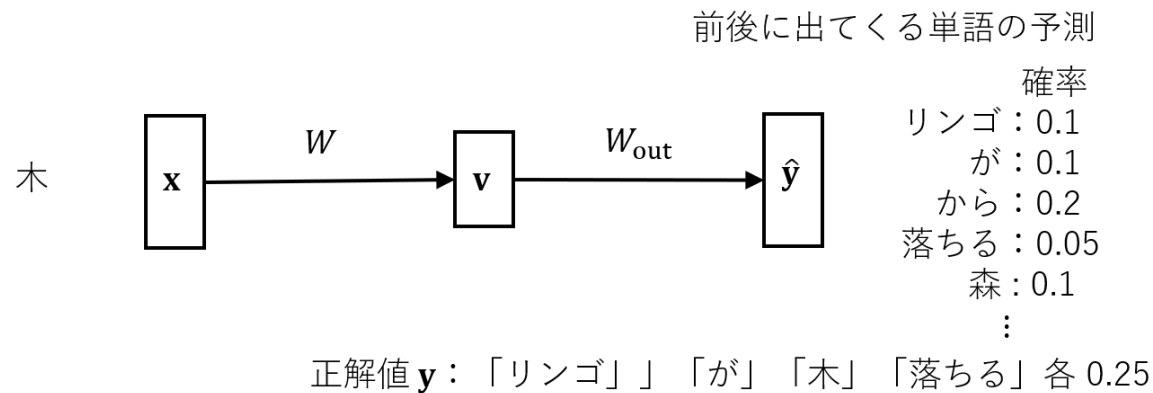 前後に出てくる単語の予測
確率
リンゴ：0.1
が：0.1
から：0.2
落ちる：0.05
森：0.1
⋮
木
x
W
v
W_out
ŷ
正解値 y：「リンゴ」」「が」「木」「落ちる」各 0.25